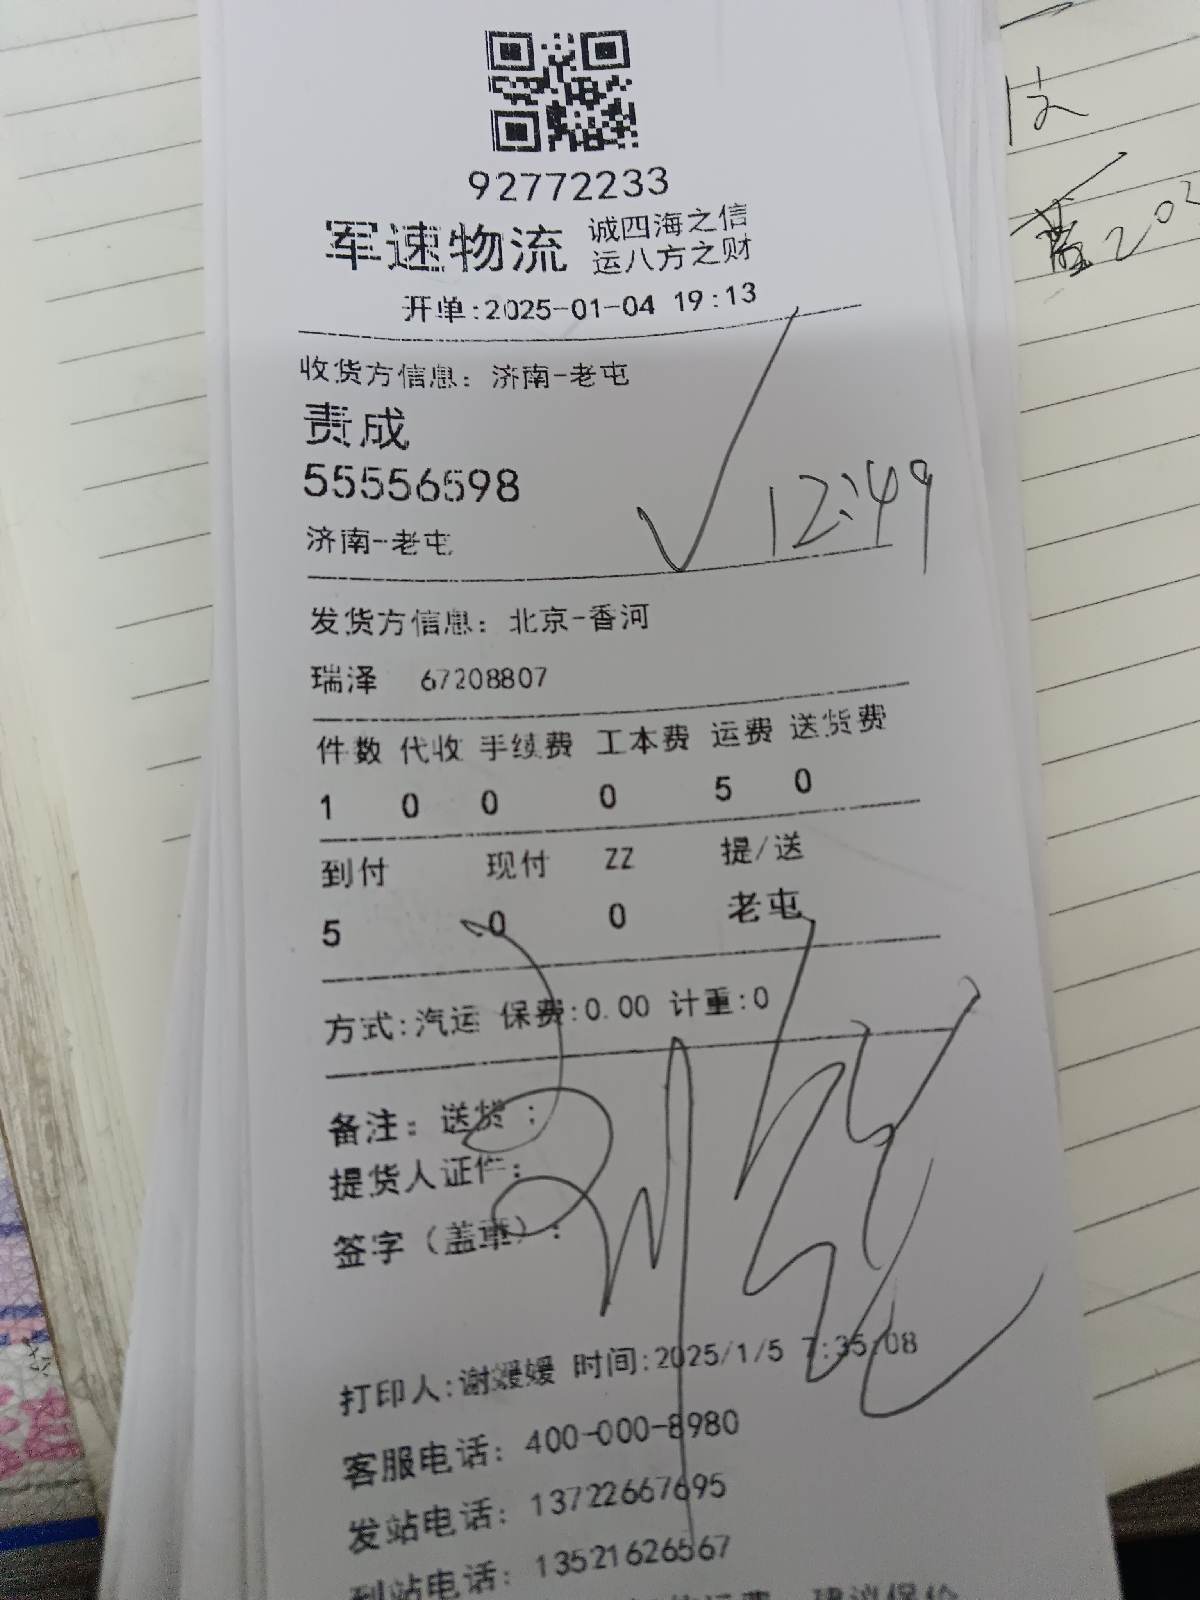 92772233
军速物流 诚四海之信
运八方之财
开单:2025-01-04 19:13
收货方信息: 济南-老屯
责成
55556598
12:49
济南-老屯
发货方信息: 北京-香河
瑞泽 67208807
件数 代收 手续费 工本费 运费 送货费
1 0 0 0 5 0
到付 现付 ZZ 提/送
5 0 0 老屯
方式:汽运 保费:0.00 计重:0
备注: 送货:
提货人证件:
签字(盖章):
打印人:谢媛媛 时间:2025/1/5 7:35:08
客服电话: 400-000-8980
发站电话: 13722667695
到站电话: 13521626567